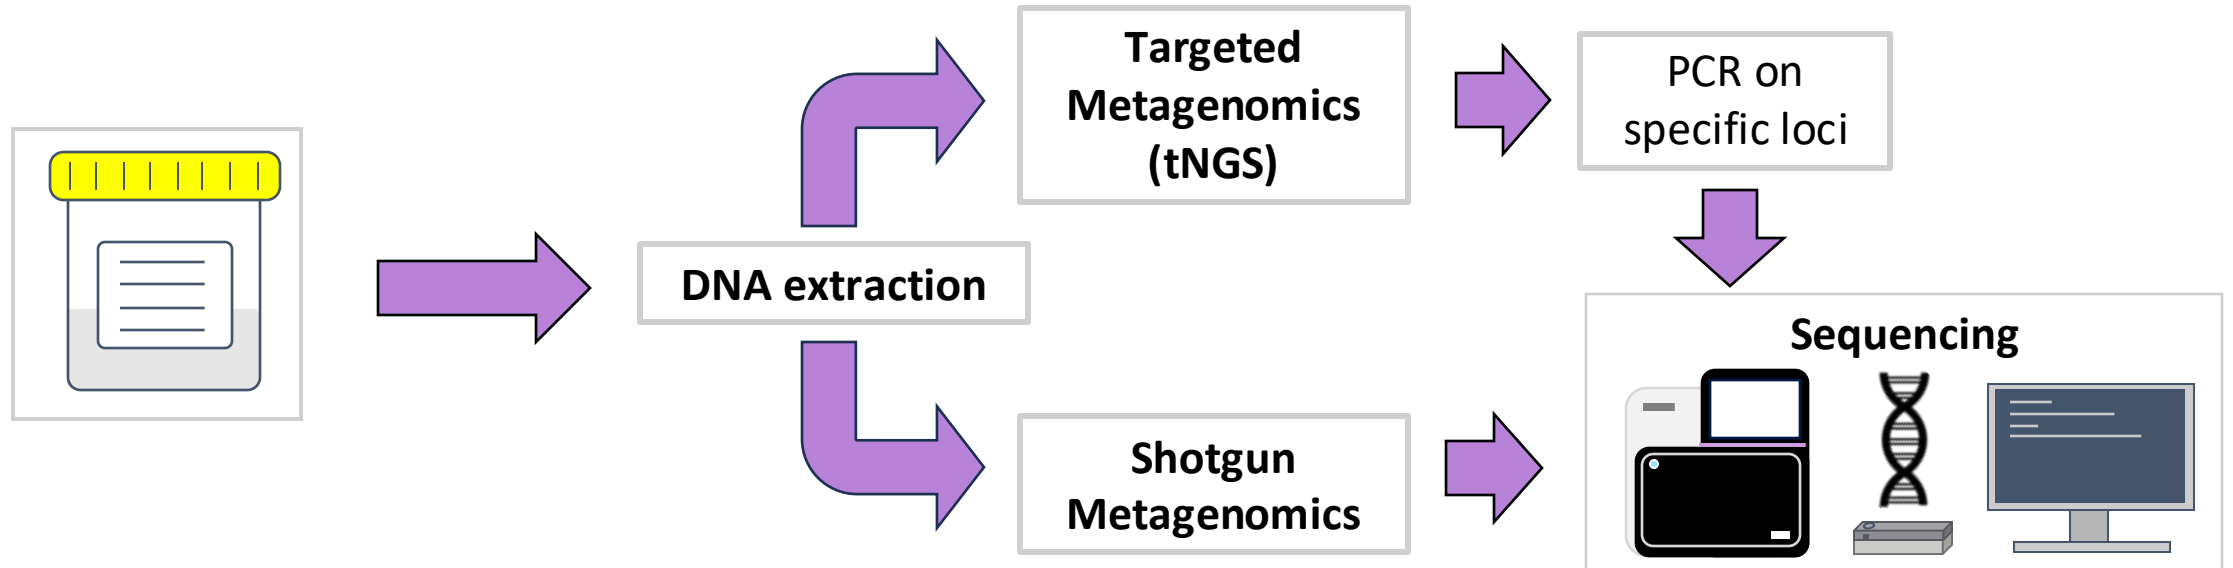 Targeted
Metagenomics
(tNGS)
PCR on
specific loci
DNA extraction
Sequencing
Shotgun
Metagenomics